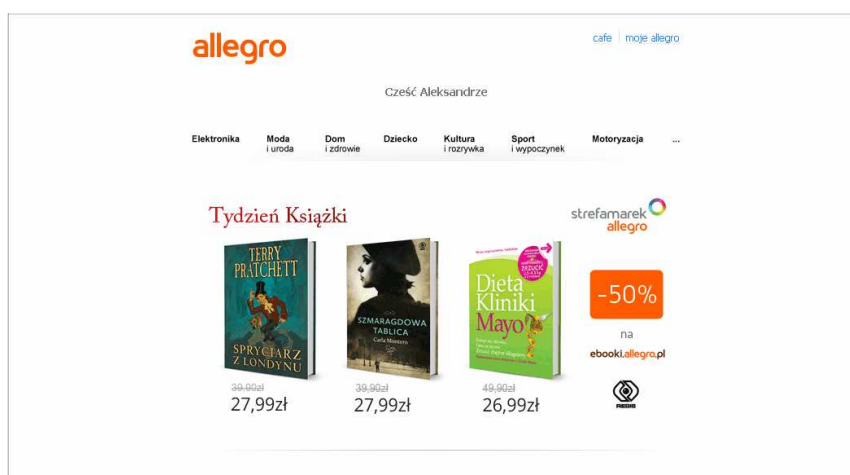 allegro
cafe moje allegro
Cześć Aleksandrze
Elektronika Moda i uroda Dom i zdrowie Dziecko Kultura i rozrywka Sport i wypoczynek Motoryzacja ...
Tydzień Książki
strefamarek
allegro
TERRY
PRATCHETT
SPRYCIARZ
Z LONDYNU
39,90zł
27,99zł
SZMARAGDOWA
TABLICA
Carla Montero
39,90zł
27,99zł
ZRZUCIĆ
Dieta
Kliniki
Mayo
49,90zł
26,99zł
-50%
na
ebooki.allegro.pl
REBIS